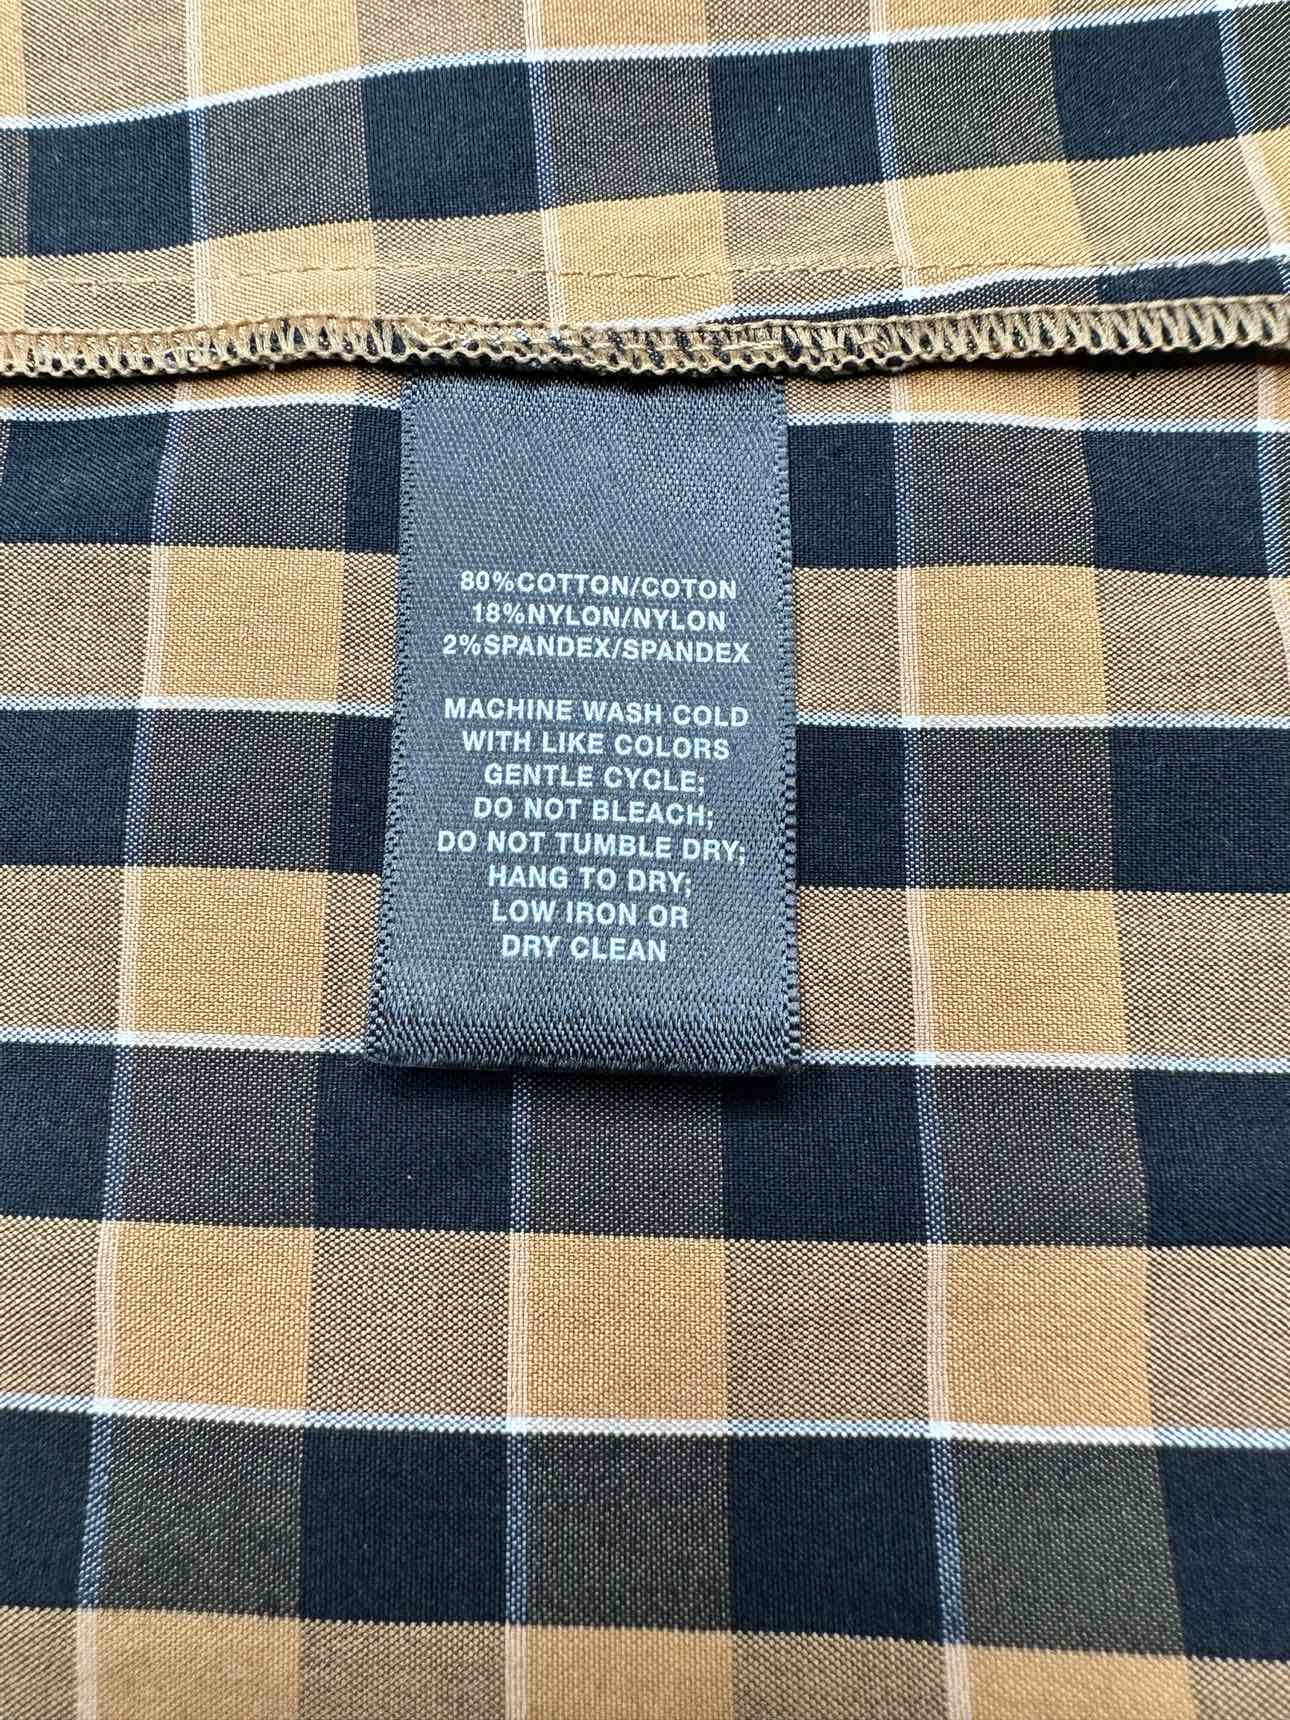 80%COTTON/COTON
18%NYLON/NYLON
2%SPANDEX/SPANDEX
MACHINE WASH COLD
WITH LIKE COLORS
GENTLE CYCLE;
DO NOT BLEACH;
DO NOT TUMBLE DRY;
HANG TO DRY;
LOW IRON OR
DRY CLEAN